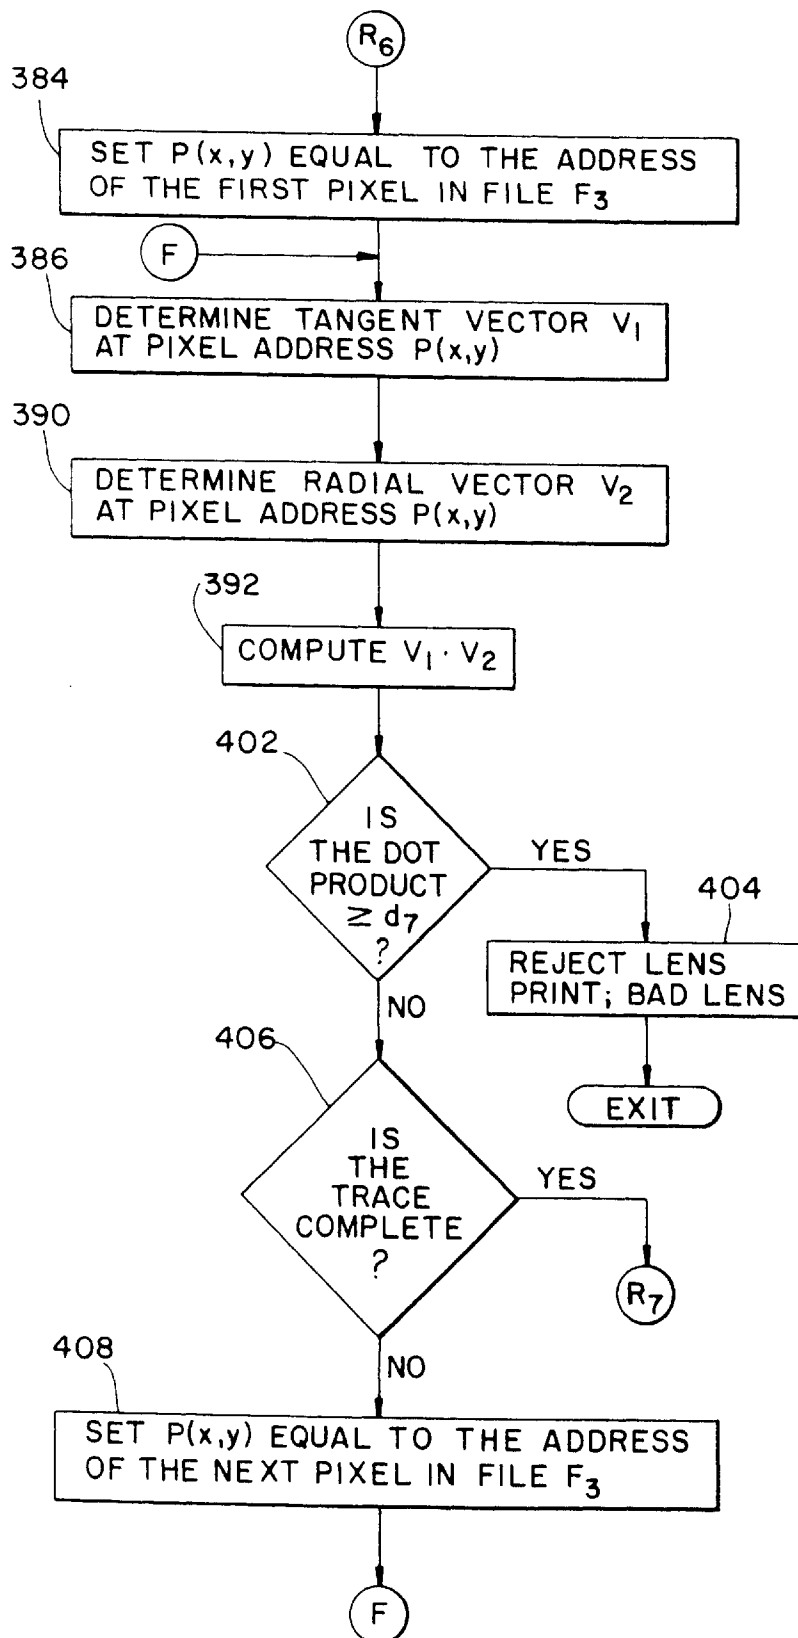 R6
384
SET P(x,y) EQUAL TO THE ADDRESS
OF THE FIRST PIXEL IN FILE F3
F
386
DETERMINE TANGENT VECTOR V1
AT PIXEL ADDRESS P(x,y)
390
DETERMINE RADIAL VECTOR V2
AT PIXEL ADDRESS P(x,y)
392
COMPUTE V1 · V2
402
IS
THE DOT
PRODUCT
≥ d7
?
YES
404
REJECT LENS
PRINT; BAD LENS
EXIT
NO
406
IS
THE
TRACE
COMPLETE
?
YES
R7
NO
408
SET P(x,y) EQUAL TO THE ADDRESS
OF THE NEXT PIXEL IN FILE F3
F